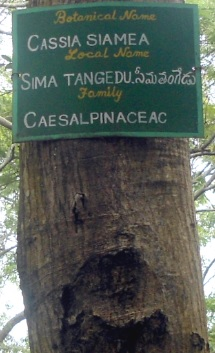 Botanical Name
CASSIA SIAMEA
Local Name
'SIMA TANGEDU. సీమతంగేడు'
Family
CAESALPINACEAC